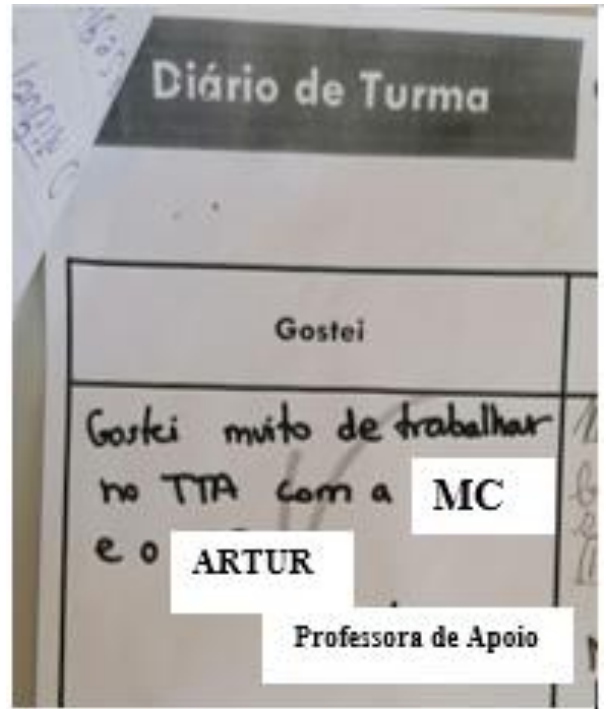 Diário de Turma
Gostei
Gostei muito de trabalhar
no TTA com a MC
e o ARTUR
Professora de Apoio